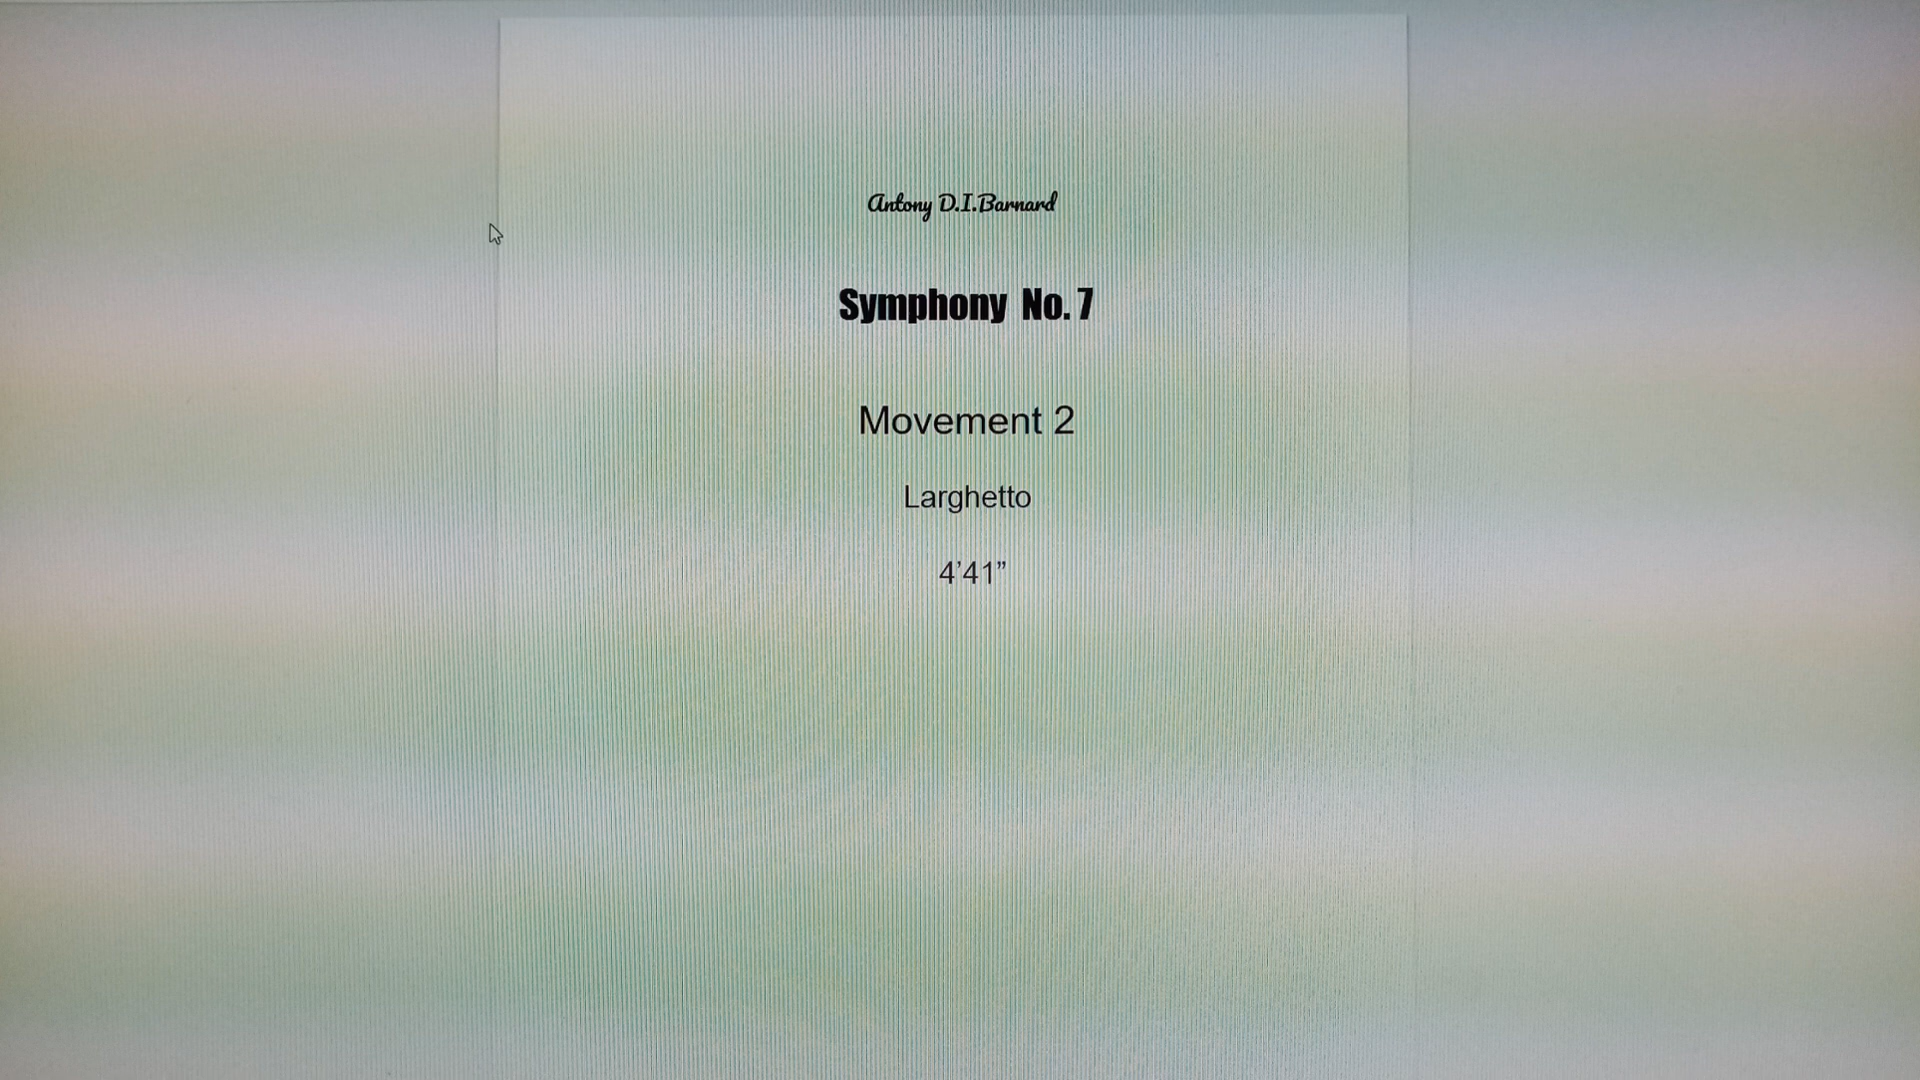 Antony D.I.Barnard
Symphony No. 7
Movement 2
Larghetto
4’41”